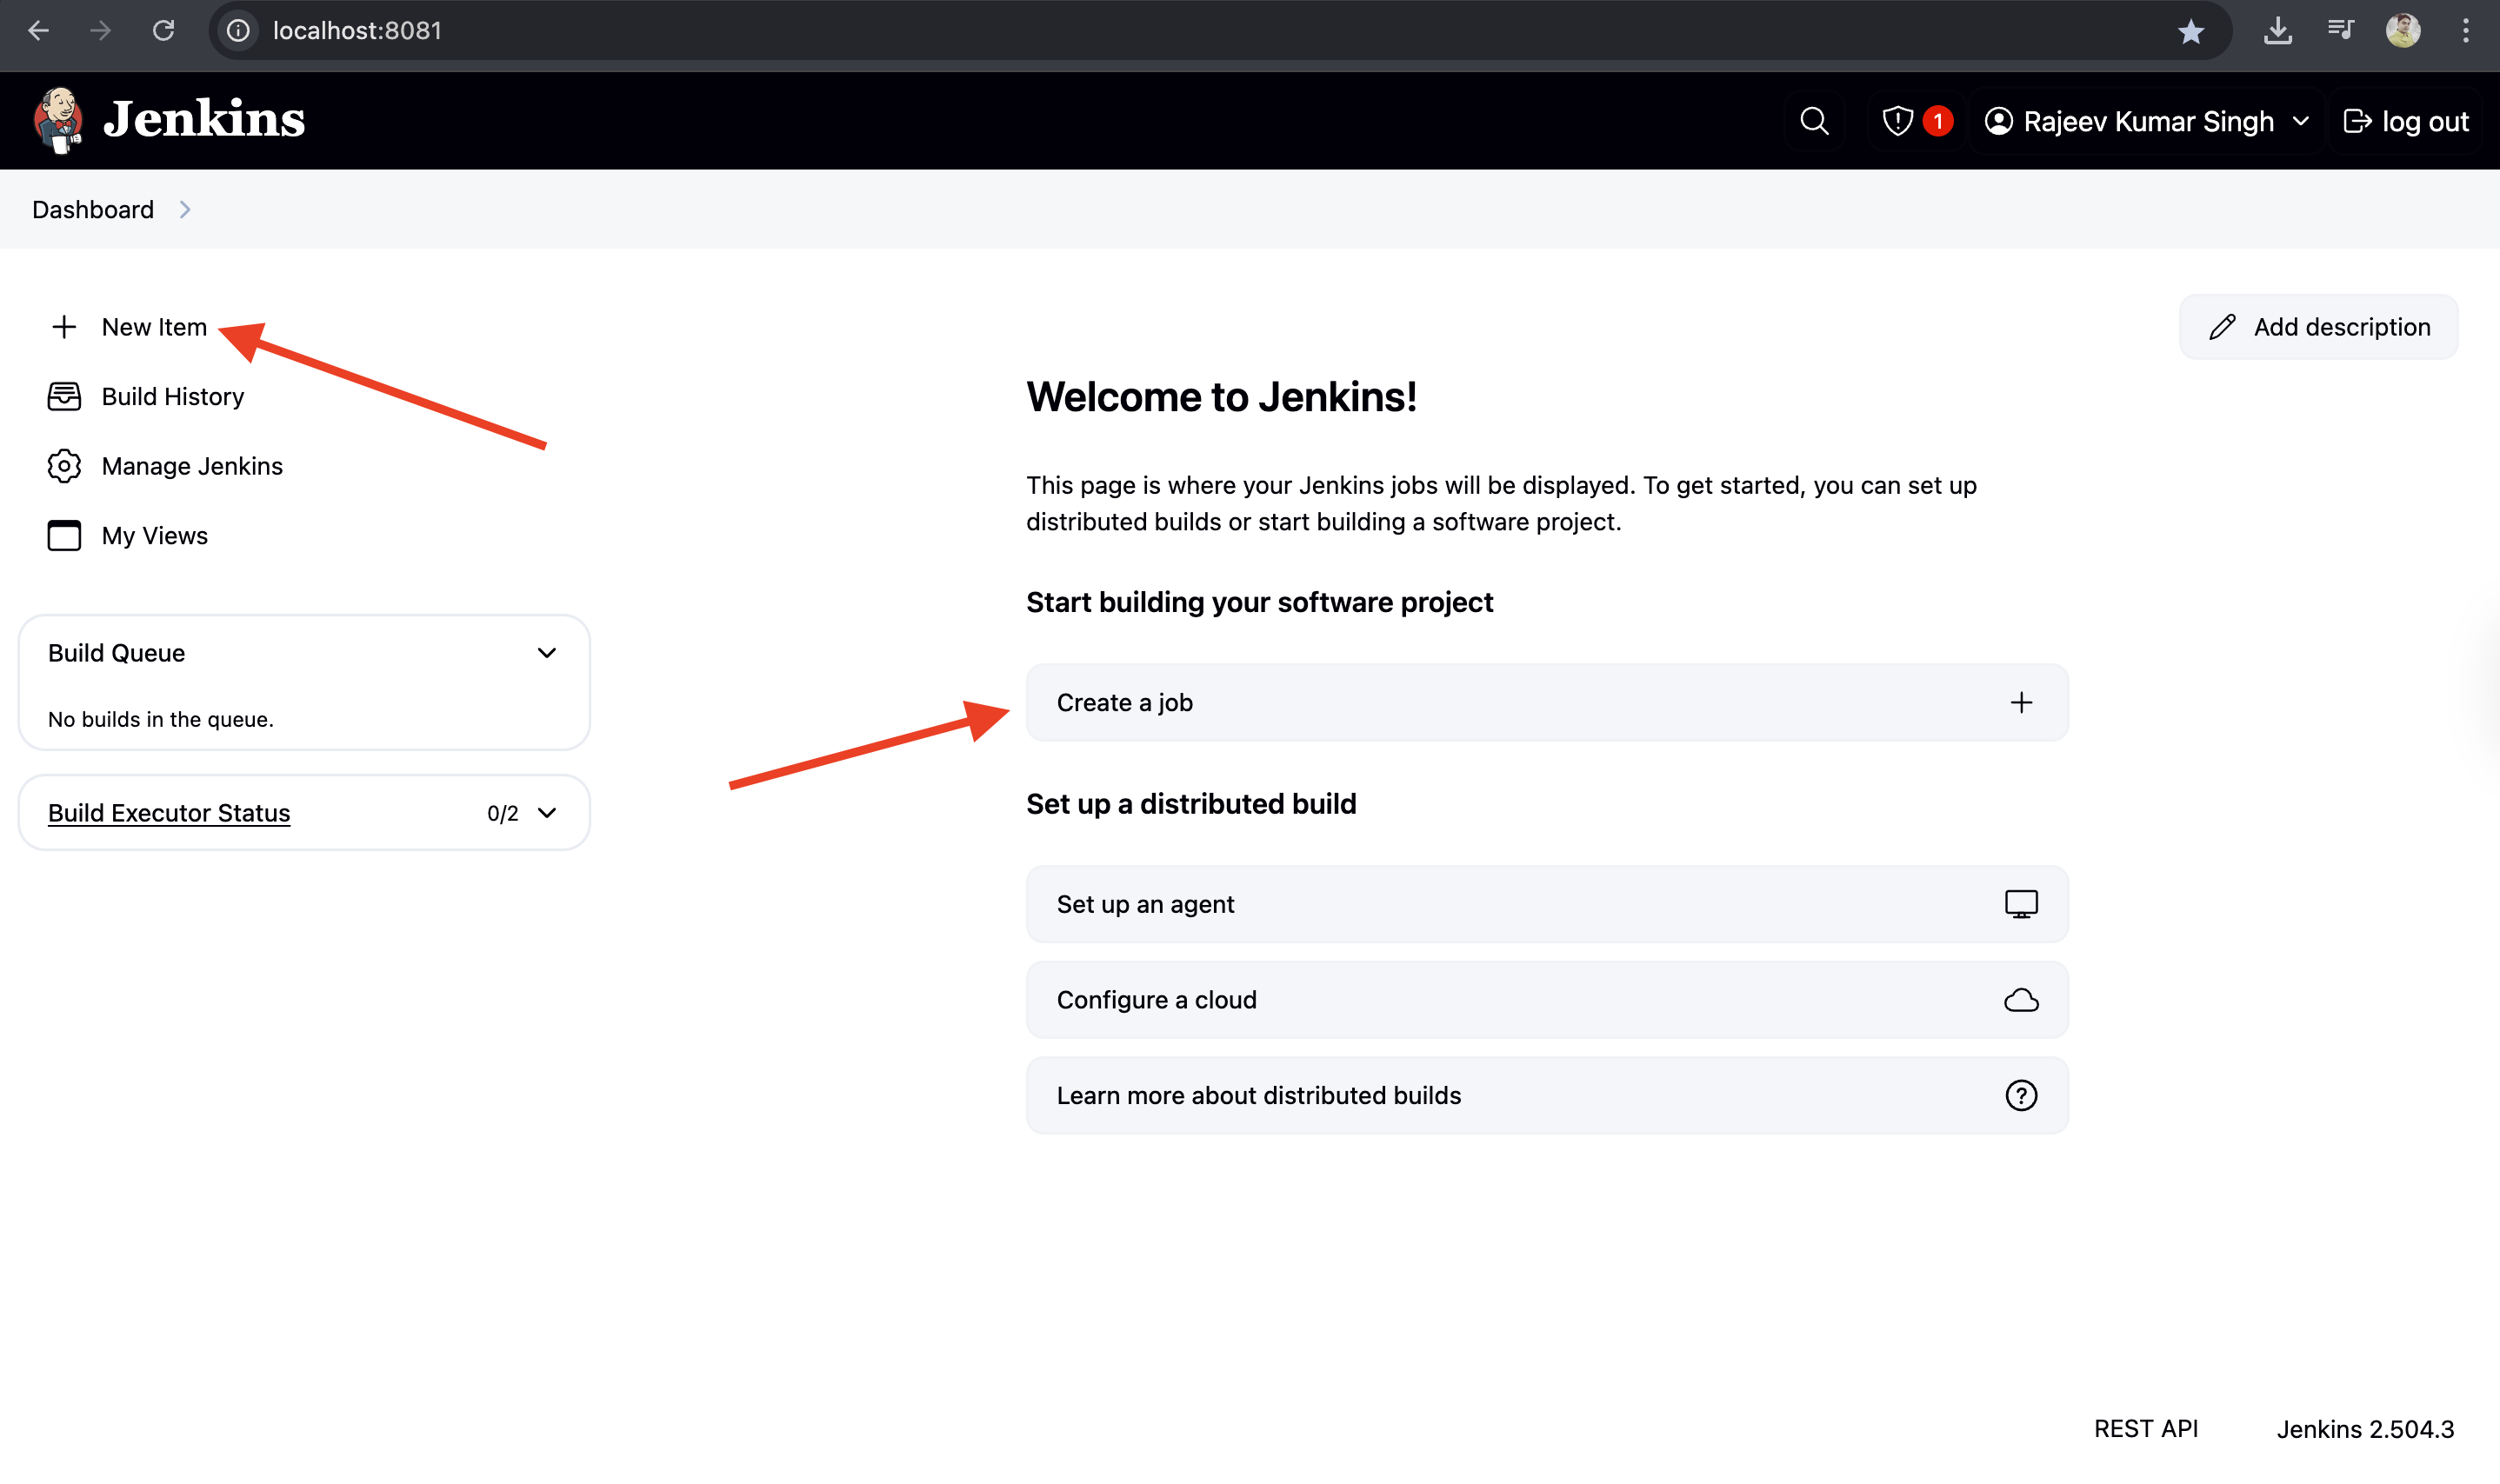 localhost:8081
Jenkins
1
Rajeev Kumar Singh
log out
Dashboard
New Item
Build History
Manage Jenkins
My Views
Build Queue
No builds in the queue.
Build Executor Status
0/2
Add description
Welcome to Jenkins!
This page is where your Jenkins jobs will be displayed. To get started, you can set up
distributed builds or start building a software project.
Start building your software project
Create a job
Set up a distributed build
Set up an agent
Configure a cloud
Learn more about distributed builds
REST API
Jenkins 2.504.3